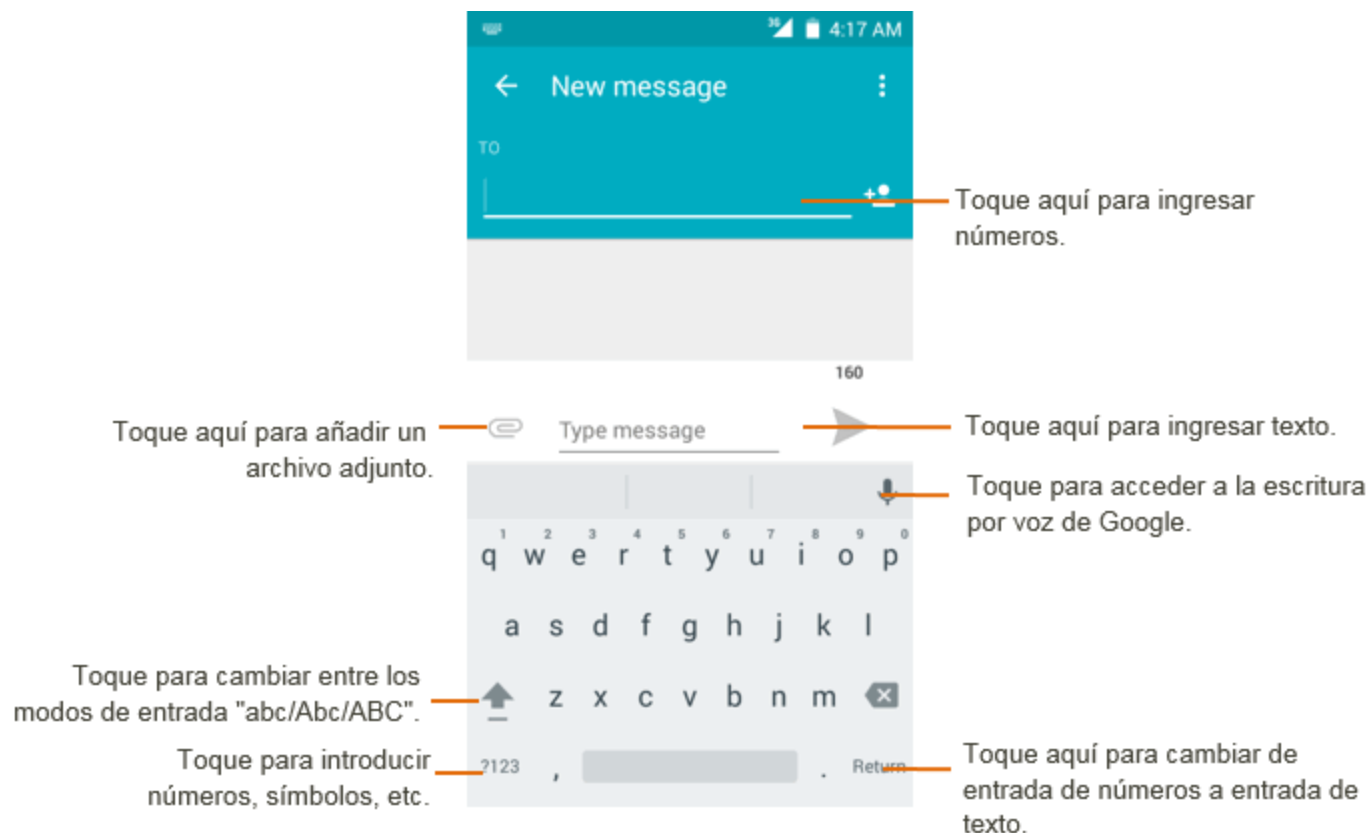 3G 4:17 AM
New message
TO
Toque aquí para ingresar
números.
160
Toque aquí para añadir un
archivo adjunto.
Type message
Toque aquí para ingresar texto.
Toque para acceder a la escritura
por voz de Google.
1 2 3 4 5 6 7 8 9 0
q w e r t y u i o p
a s d f g h j k l
Toque para cambiar entre los
modos de entrada "abc/Abc/ABC".
z x c v b n m
Toque para introducir
números, símbolos, etc.
?123 , . Return
Toque aquí para cambiar de
entrada de números a entrada de
texto.